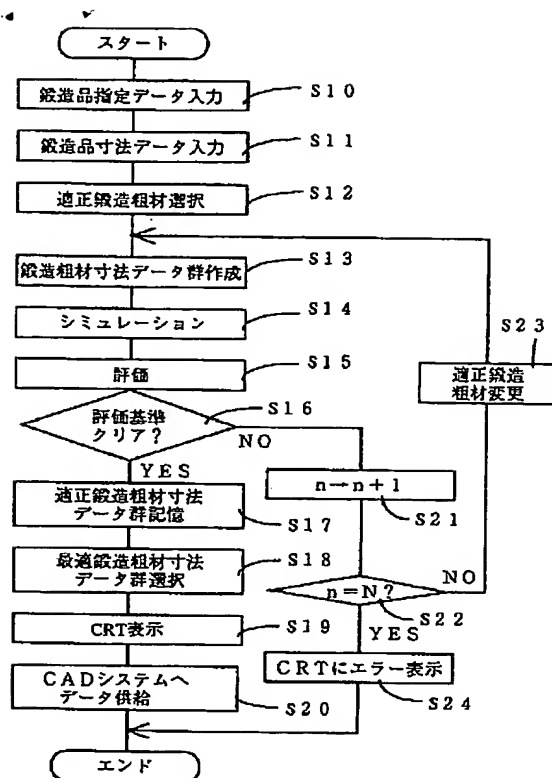 スタート
鍛造品指定データ入力
S10
鍛造品寸法データ入力
S11
適正鍛造粗材選択
S12
鍛造粗材寸法データ群作成
S13
シミュレーション
S14
評価
S15
評価基準
クリア?
S16
NO
YES
適正鍛造粗材寸法
データ群記憶
S17
最適鍛造粗材寸法
データ群選択
S18
CRT表示
S19
CADシステムへ
データ供給
S20
エンド
n→n+1
S21
n=N?
S22
NO
YES
適正鍛造
粗材変更
S23
CRTにエラー表示
S24